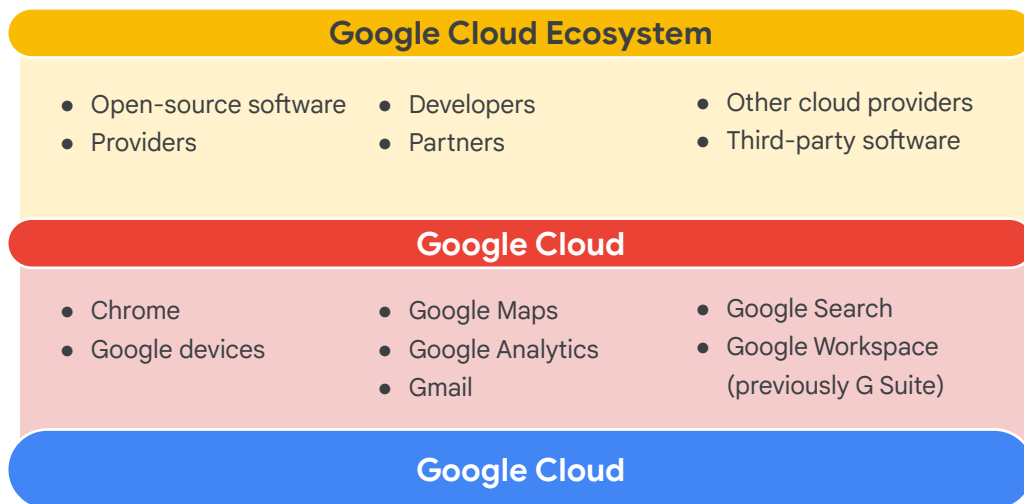 Google Cloud Ecosystem
● Open-source software
● Providers
● Developers
● Partners
● Other cloud providers
● Third-party software
Google Cloud
● Chrome
● Google devices
● Google Maps
● Google Analytics
● Gmail
● Google Search
● Google Workspace
(previously G Suite)
Google Cloud